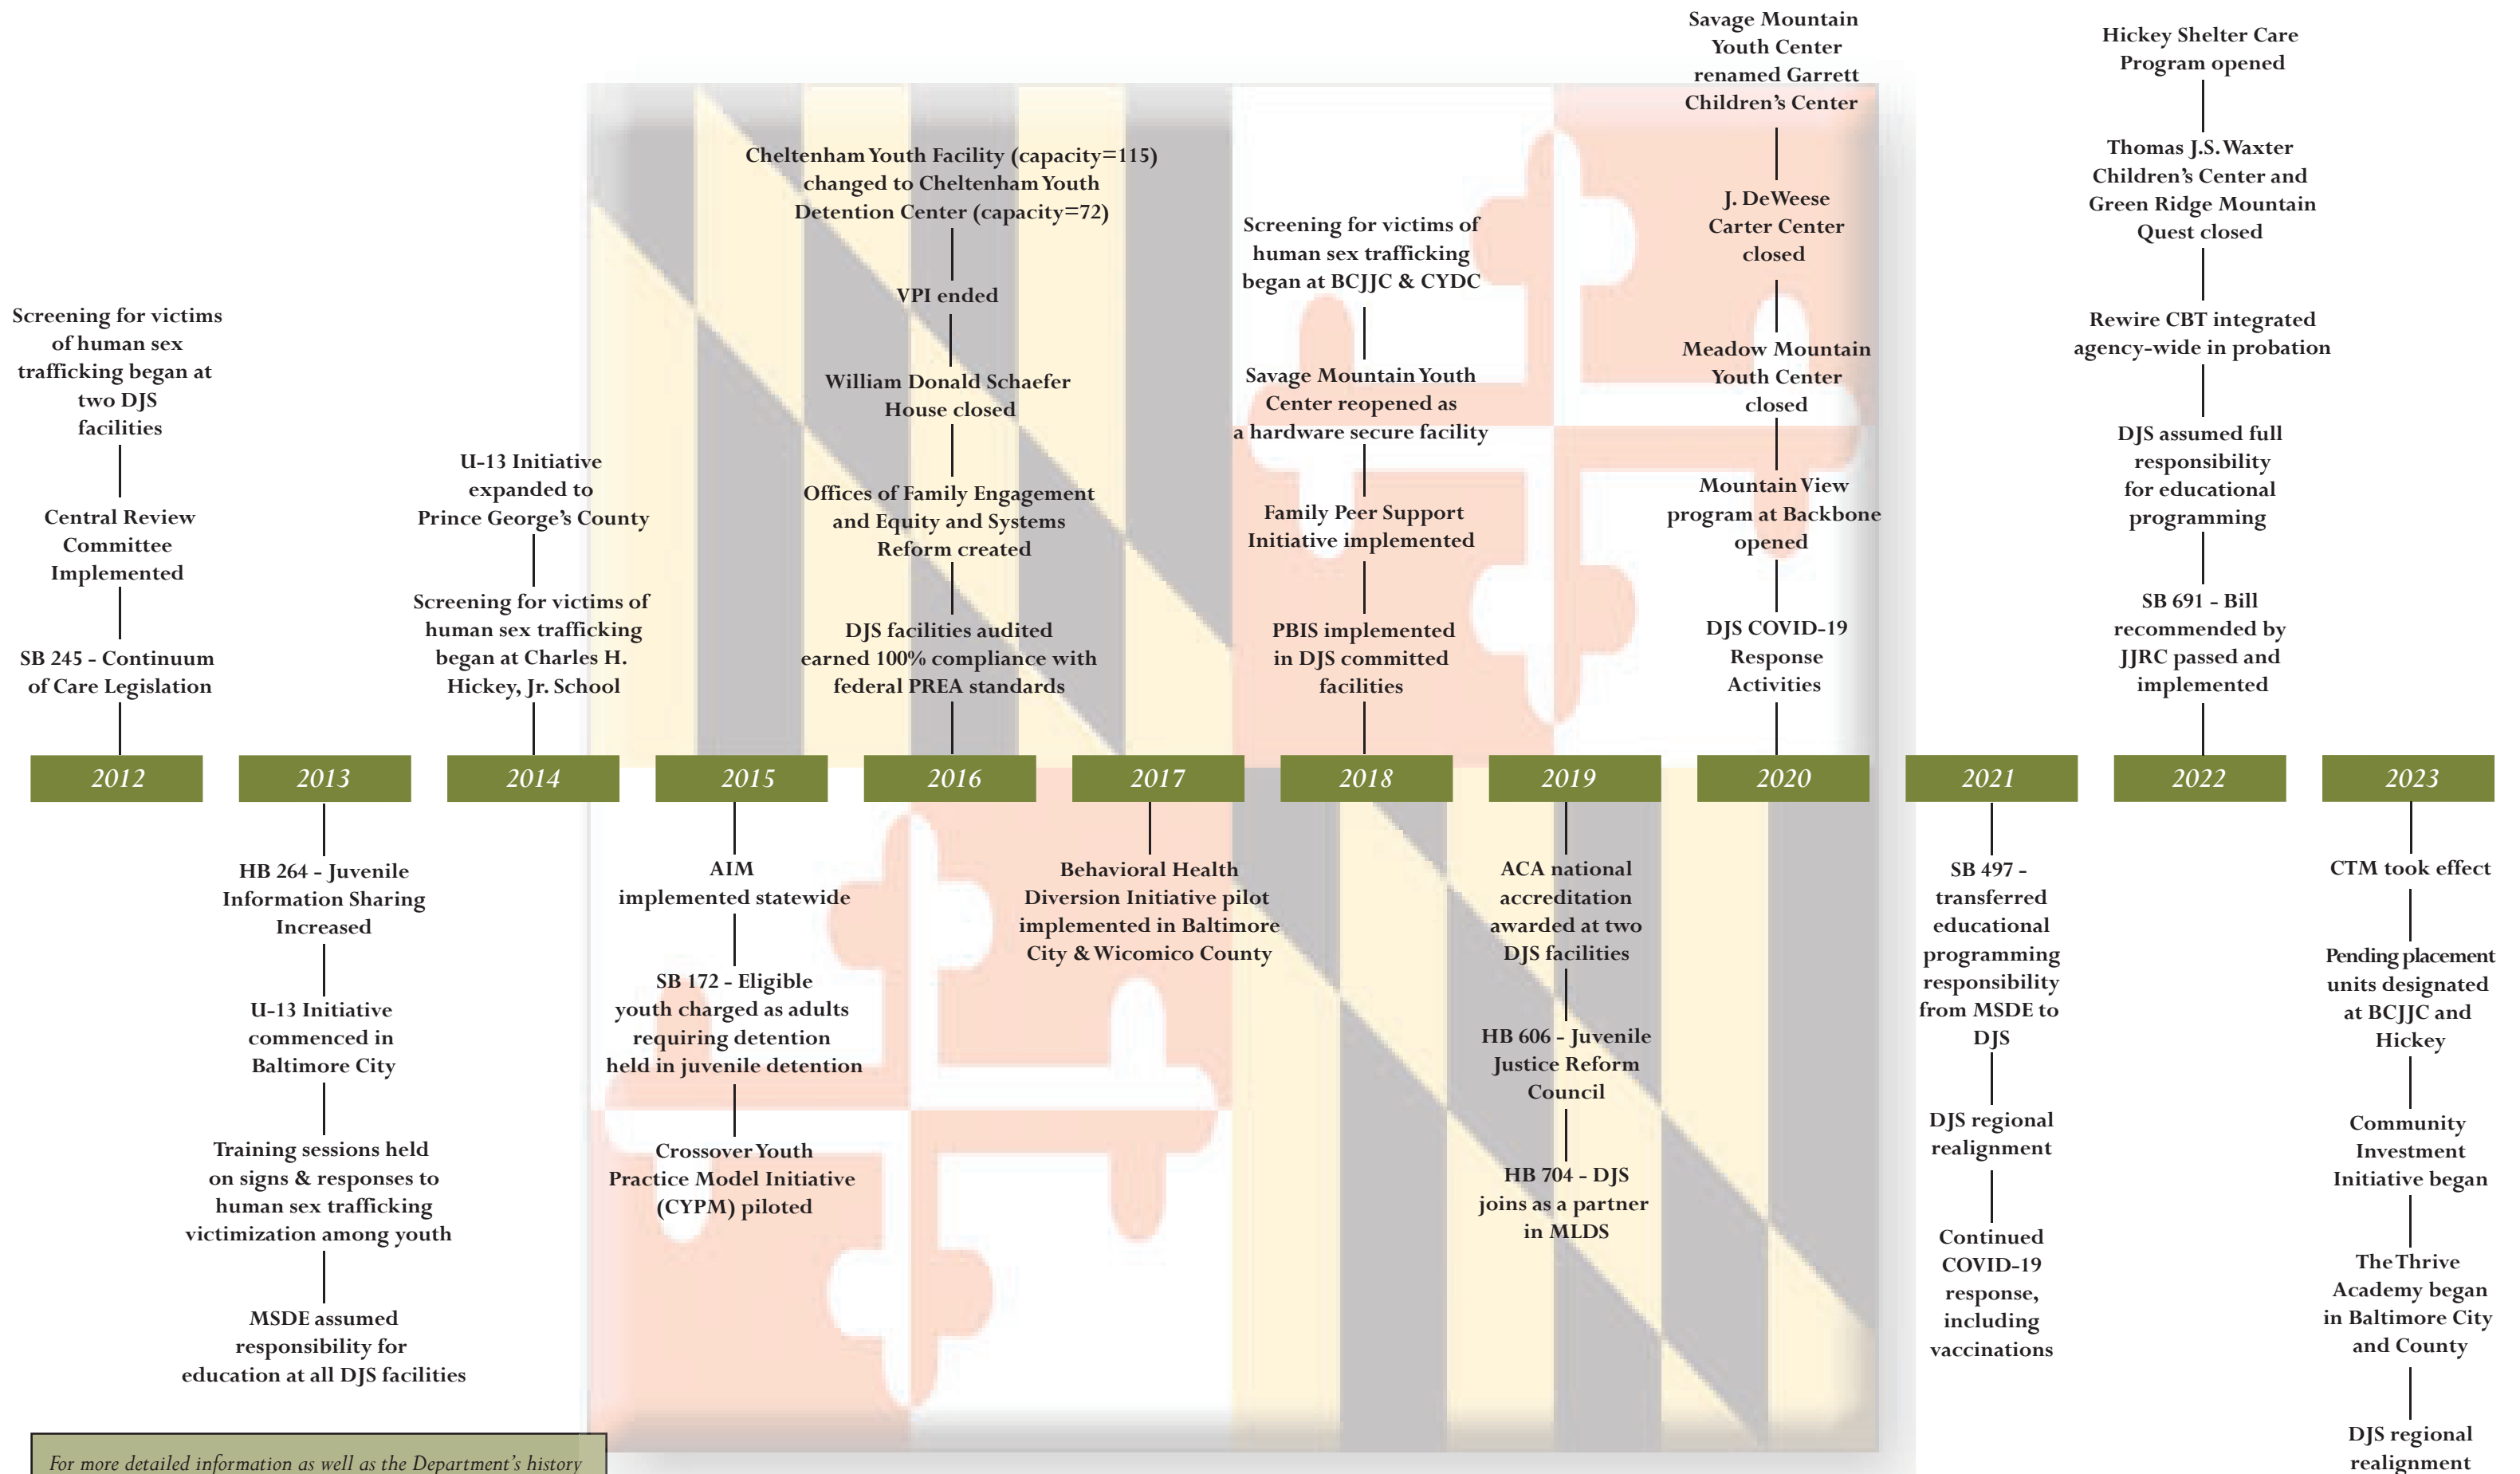 Screening for victims
of human sex
trafficking began at
two DJS
facilities
Central Review
Committee
Implemented
SB 245 - Continuum
of Care Legislation
2012
2013
HB 264 - Juvenile
Information Sharing
Increased
U-13 Initiative
commenced in
Baltimore City
Training sessions held
on signs & responses to
human sex trafficking
victimization among youth
MSDE assumed
responsibility for
education at all DJS facilities
U-13 Initiative
expanded to
Prince George's County
Screening for victims of
human sex trafficking
began at Charles H.
Hickey, Jr. School
2014
2015
AIM
implemented statewide
SB 172 - Eligible
youth charged as adults
requiring detention
held in juvenile detention
Crossover Youth
Practice Model Initiative
(CYPM) piloted
Cheltenham Youth Facility (capacity=115)
changed to Cheltenham Youth
Detention Center (capacity=72)
VPI ended
William Donald Schaefer
House closed
Offices of Family Engagement
and Equity and Systems
Reform created
DJS facilities audited
earned 100% compliance with
federal PREA standards
2016
2017
Behavioral Health
Diversion Initiative pilot
implemented in Baltimore
City & Wicomico County
Screening for victims of
human sex trafficking
began at BCJJC & CYDC
Savage Mountain Youth
Center reopened as
a hardware secure facility
Family Peer Support
Initiative implemented
PBIS implemented
in DJS committed
facilities
2018
2019
ACA national
accreditation
awarded at two
DJS facilities
HB 606 - Juvenile
Justice Reform
Council
HB 704 - DJS
joins as a partner
in MLDS
Savage Mountain
Youth Center
renamed Garrett
Children's Center
J. DeWeese
Carter Center
closed
Meadow Mountain
Youth Center
closed
Mountain View
program at Backbone
opened
DJS COVID-19
Response
Activities
2020
2021
SB 497 -
transferred
educational
programming
responsibility
from MSDE to
DJS
DJS regional
realignment
Continued
COVID-19
response,
including
vaccinations
Hickey Shelter Care
Program opened
Thomas J.S. Waxter
Children's Center and
Green Ridge Mountain
Quest closed
Rewire CBT integrated
agency-wide in probation
DJS assumed full
responsibility
for educational
programming
SB 691 - Bill
recommended by
JJRC passed and
implemented
2022
2023
CTM took effect
Pending placement
units designated
at BCJJC and
Hickey
Community
Investment
Initiative began
The Thrive
Academy began
in Baltimore City
and County
DJS regional
realignment
For more detailed information as well as the Department's history